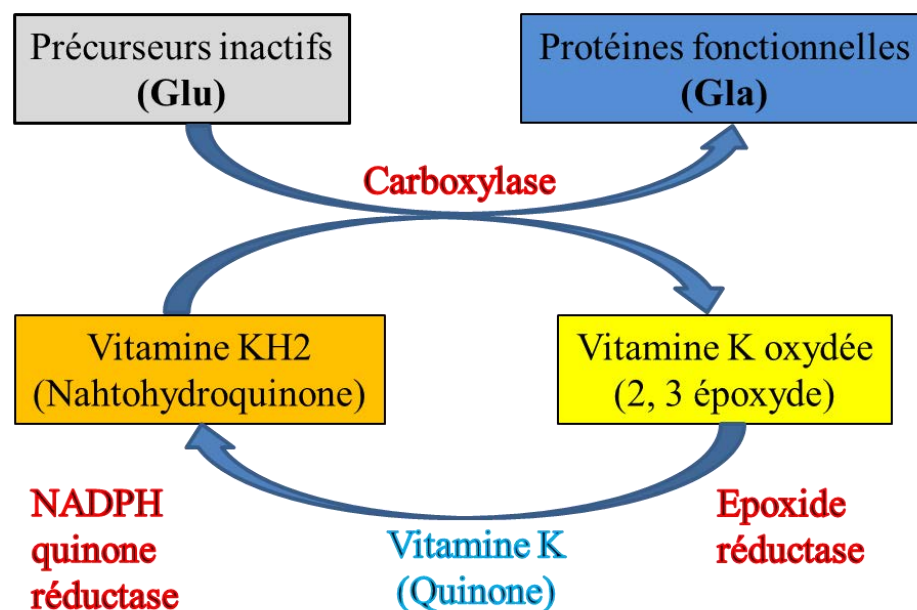 Précurseurs inactifs
(Glu)
Protéines fonctionnelles
(Gla)
Carboxylase
Vitamine KH2
(Nahtohydroquinone)
Vitamine K oxydée
(2, 3 époxyde)
NADPH
quinone
réductase
Vitamine K
(Quinone)
Epoxide
réductase